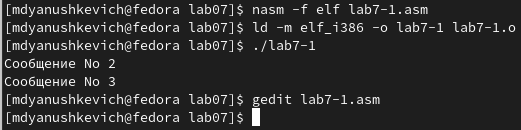 [mdyanushkevich@fedora lab07]$ nasm -f elf lab7-1.asm
[mdyanushkevich@fedora lab07]$ ld -m elf_i386 -o lab7-1 lab7-1.o
[mdyanushkevich@fedora lab07]$ ./lab7-1
Сообщение No 2
Сообщение No 3
[mdyanushkevich@fedora lab07]$ gedit lab7-1.asm
[mdyanushkevich@fedora lab07]$